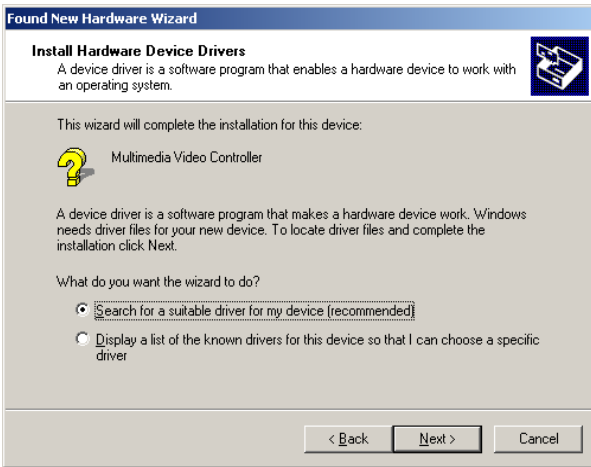 Found New Hardware Wizard
Install Hardware Device Drivers
A device driver is a software program that enables a hardware device to work with
an operating system.
This wizard will complete the installation for this device:
Multimedia Video Controller
A device driver is a software program that makes a hardware device work. Windows
needs driver files for your new device. To locate driver files and complete the
installation click Next.
What do you want the wizard to do?
Search for a suitable driver for my device (recommended)
Display a list of the known drivers for this device so that I can choose a specific
driver
< Back
Next >
Cancel